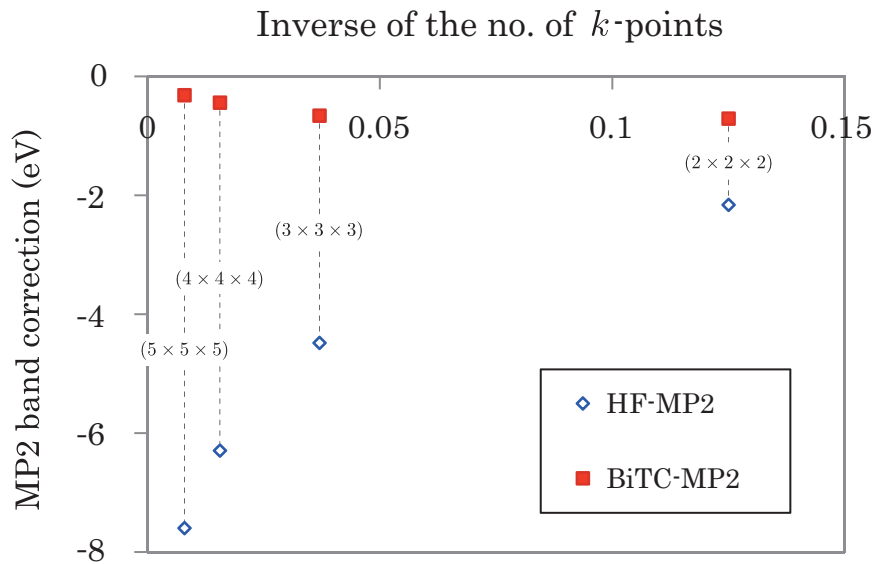 Inverse of the no. of k-points
0
0
0.05
0.1
0.15
(2 × 2 × 2)
-2
(3 × 3 × 3)
(4 × 4 × 4)
-4
(5 × 5 × 5)
HF-MP2
-6
BiTC-MP2
-8
MP2 band correction (eV)